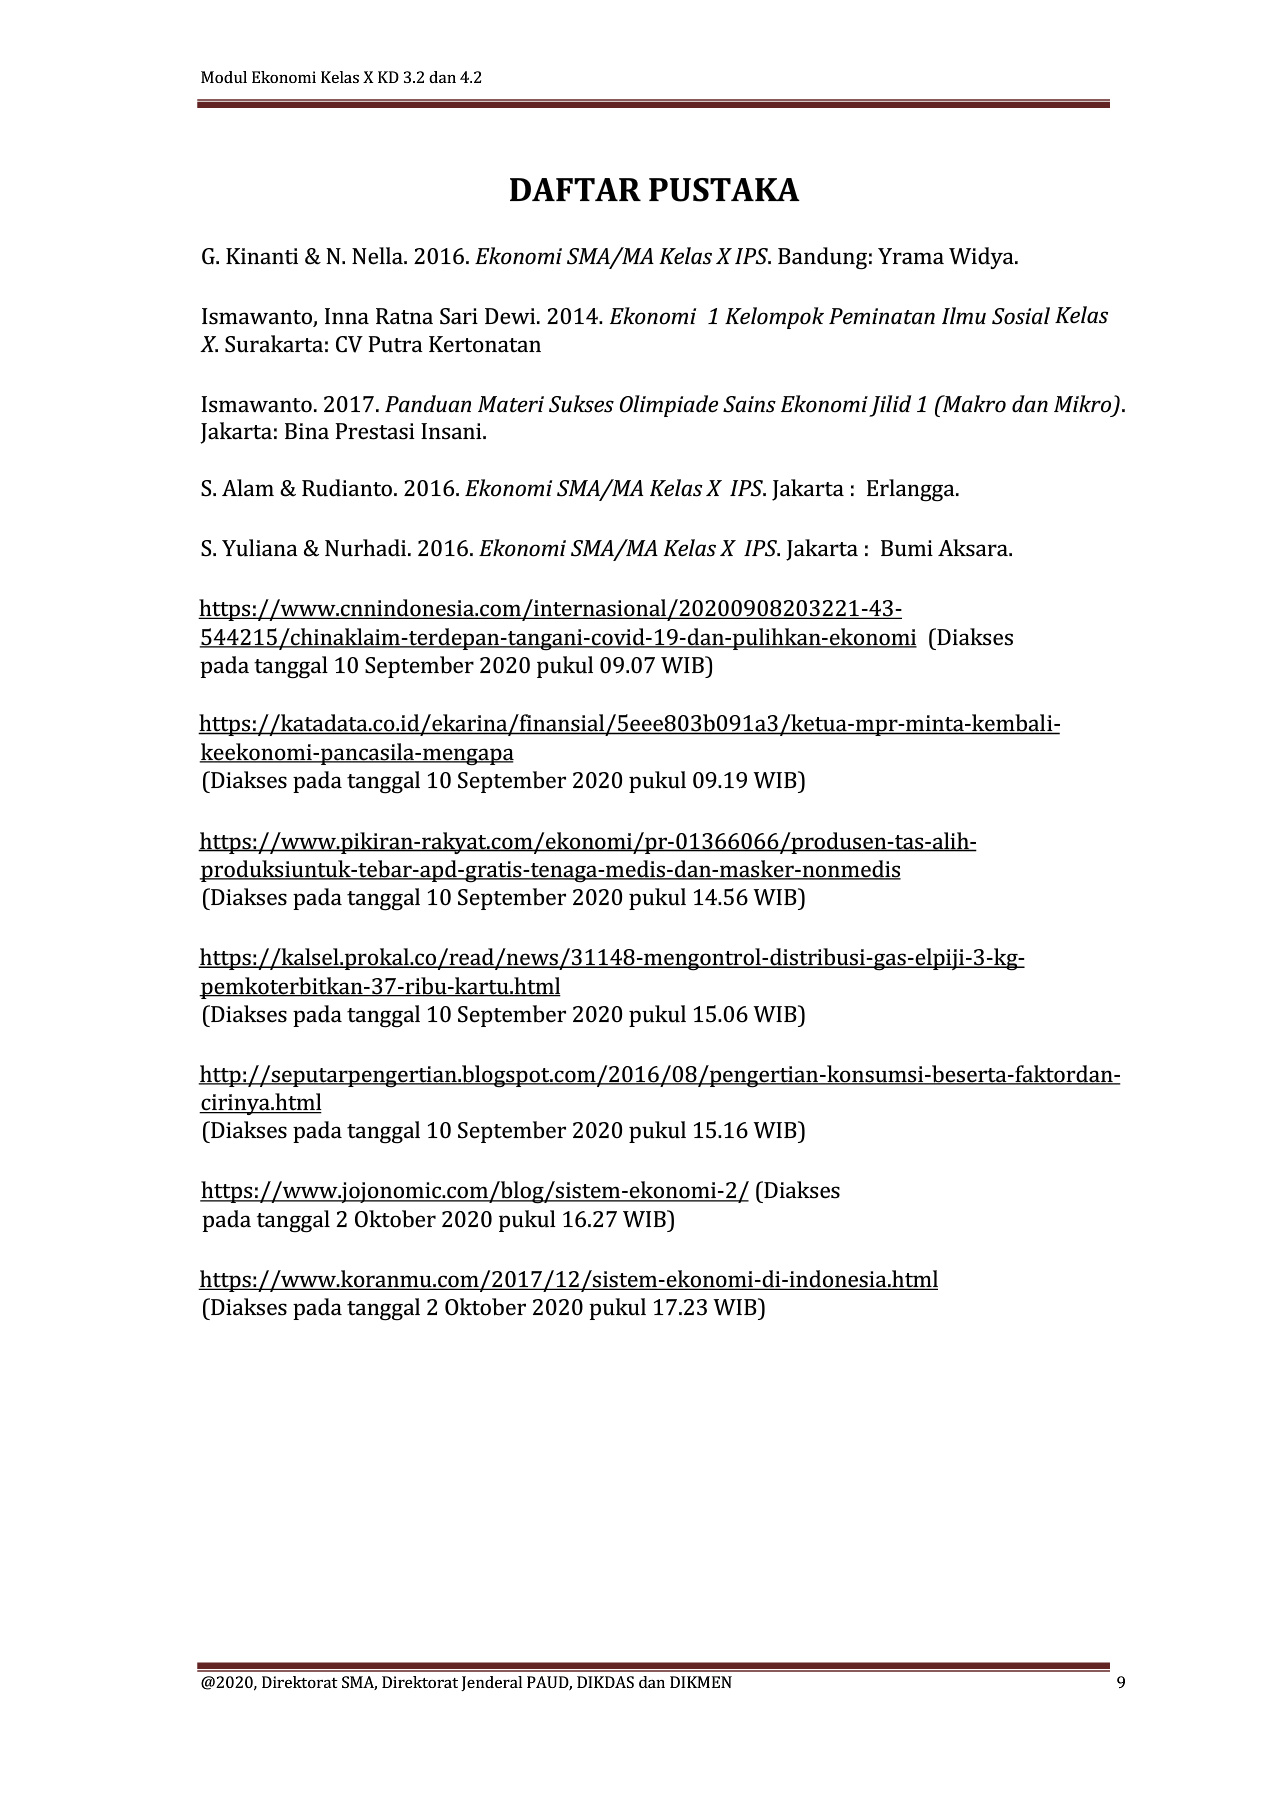 Modul Ekonomi Kelas X KD 3.2 dan 4.2
DAFTAR PUSTAKA
G. Kinanti & N. Nella. 2016. Ekonomi SMA/MA Kelas X IPS. Bandung: Yrama Widya.
Ismawanto, Inna Ratna Sari Dewi. 2014. Ekonomi  1 Kelompok Peminatan Ilmu Sosial Kelas
X. Surakarta: CV Putra Kertonatan
Ismawanto. 2017. Panduan Materi Sukses Olimpiade Sains Ekonomi Jilid 1 (Makro dan Mikro).
Jakarta: Bina Prestasi Insani.
S. Alam & Rudianto. 2016. Ekonomi SMA/MA Kelas X  IPS. Jakarta :  Erlangga.
S. Yuliana & Nurhadi. 2016. Ekonomi SMA/MA Kelas X  IPS. Jakarta :  Bumi Aksara.
https://www.cnnindonesia.com/internasional/20200908203221-43-
544215/chinaklaim-terdepan-tangani-covid-19-dan-pulihkan-ekonomi  (Diakses
pada tanggal 10 September 2020 pukul 09.07 WIB)
https://katadata.co.id/ekarina/finansial/5eee803b091a3/ketua-mpr-minta-kembali-
keekonomi-pancasila-mengapa
(Diakses pada tanggal 10 September 2020 pukul 09.19 WIB)
https://www.pikiran-rakyat.com/ekonomi/pr-01366066/produsen-tas-alih-
produksiuntuk-tebar-apd-gratis-tenaga-medis-dan-masker-nonmedis
(Diakses pada tanggal 10 September 2020 pukul 14.56 WIB)
https://kalsel.prokal.co/read/news/31148-mengontrol-distribusi-gas-elpiji-3-kg-
pemkoterbitkan-37-ribu-kartu.html
(Diakses pada tanggal 10 September 2020 pukul 15.06 WIB)
http://seputarpengertian.blogspot.com/2016/08/pengertian-konsumsi-beserta-faktordan-
cirinya.html
(Diakses pada tanggal 10 September 2020 pukul 15.16 WIB)
https://www.jojonomic.com/blog/sistem-ekonomi-2/ (Diakses
pada tanggal 2 Oktober 2020 pukul 16.27 WIB)
https://www.koranmu.com/2017/12/sistem-ekonomi-di-indonesia.html
(Diakses pada tanggal 2 Oktober 2020 pukul 17.23 WIB)
@2020, Direktorat SMA, Direktorat Jenderal PAUD, DIKDAS dan DIKMEN 9